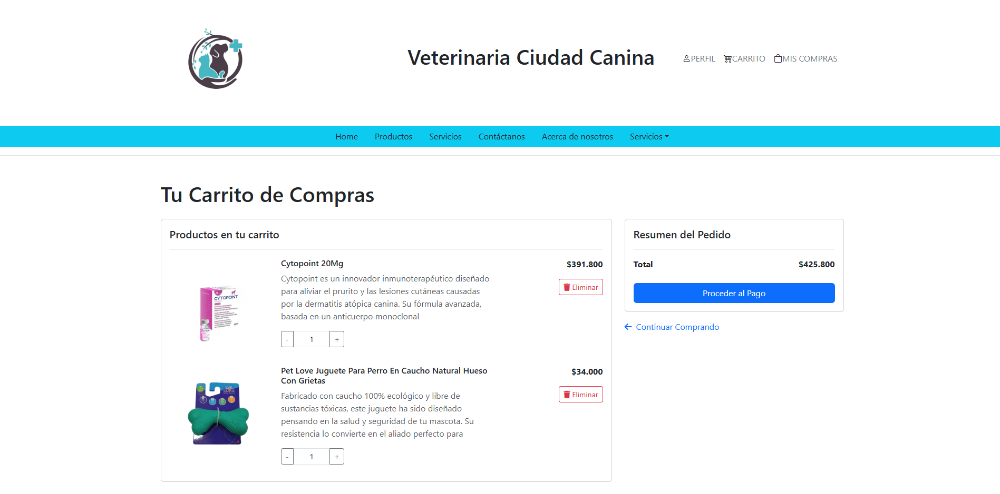 Veterinaria Ciudad Canina
PERFIL
CARRITO
MIS COMPRAS
Home
Productos
Servicios
Contáctanos
Acerca de nosotros
Servicios
Tu Carrito de Compras
Productos en tu carrito
Cytopoint 20Mg
$391.800
Cytopoint es un innovador inmunoterapéutico diseñado
para aliviar el prurito y las lesiones cutáneas causadas
por la dermatitis atópica canina. Su fórmula avanzada,
basada en un anticuerpo monoclonal
Eliminar
CYTOPOINT
- 1 +
Pet Love Juguete Para Perro En Caucho Natural Hueso
Con Grietas
$34.000
Fabricado con caucho 100% ecológico y libre de
sustancias tóxicas, este juguete ha sido diseñado
pensando en la salud y seguridad de tu mascota. Su
resistencia lo convierte en el aliado perfecto para
Eliminar
- 1 +
Resumen del Pedido
Total
$425.800
Proceder al Pago
Continuar Comprando